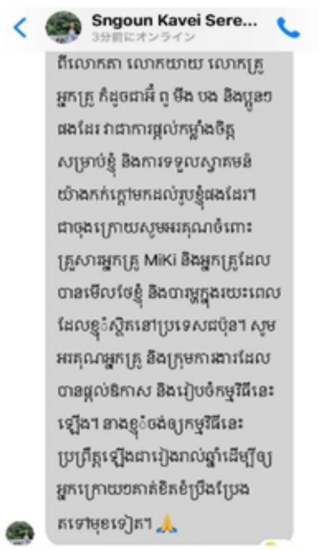 Sngoun Kavei Sere...
3分前にオンライン
ពីលោកតា លោកយាយ លោកគ្រូ
អ្នកគ្រូ ក៏ដូចជាអ៊ំ ពូ មីង បង និងប្អូនៗ
ផងដែរ វាជាការផ្តល់កម្លាំងចិត្ត
សម្រាប់ខ្ញុំ និងការទទួលស្វាគមន៍
យ៉ាងកក់ក្តៅមកដល់រូបខ្ញុំផងដែរ។
ជាចុងក្រោយសូមអរគុណចំពោះ
គ្រួសារអ្នកគ្រូ MiKi និងអ្នកគ្រូដែល
បានមើលថែខ្ញុំ និងបារម្ភក្នុងរយះពេល
ដែលខ្ញុំំស្ថិតនៅប្រទេសជប៉ុន។ សូម
អរគុណអ្នកគ្រូ និងក្រុមការងារដែល
បានផ្តល់ឱកាស និងរៀបចំកម្មវិធីនេះ
ឡើង។ នាងខ្ញុំំចង់ឲ្យកម្មវិធីនេះ
ប្រព្រឹត្តឡើងជារៀងរាល់ឆ្នាំដើម្បីឲ្យ
អ្នកក្រោយៗគាត់ខិតខំប្រឹងប្រែង
តទៅមុខទៀត។ 🙏